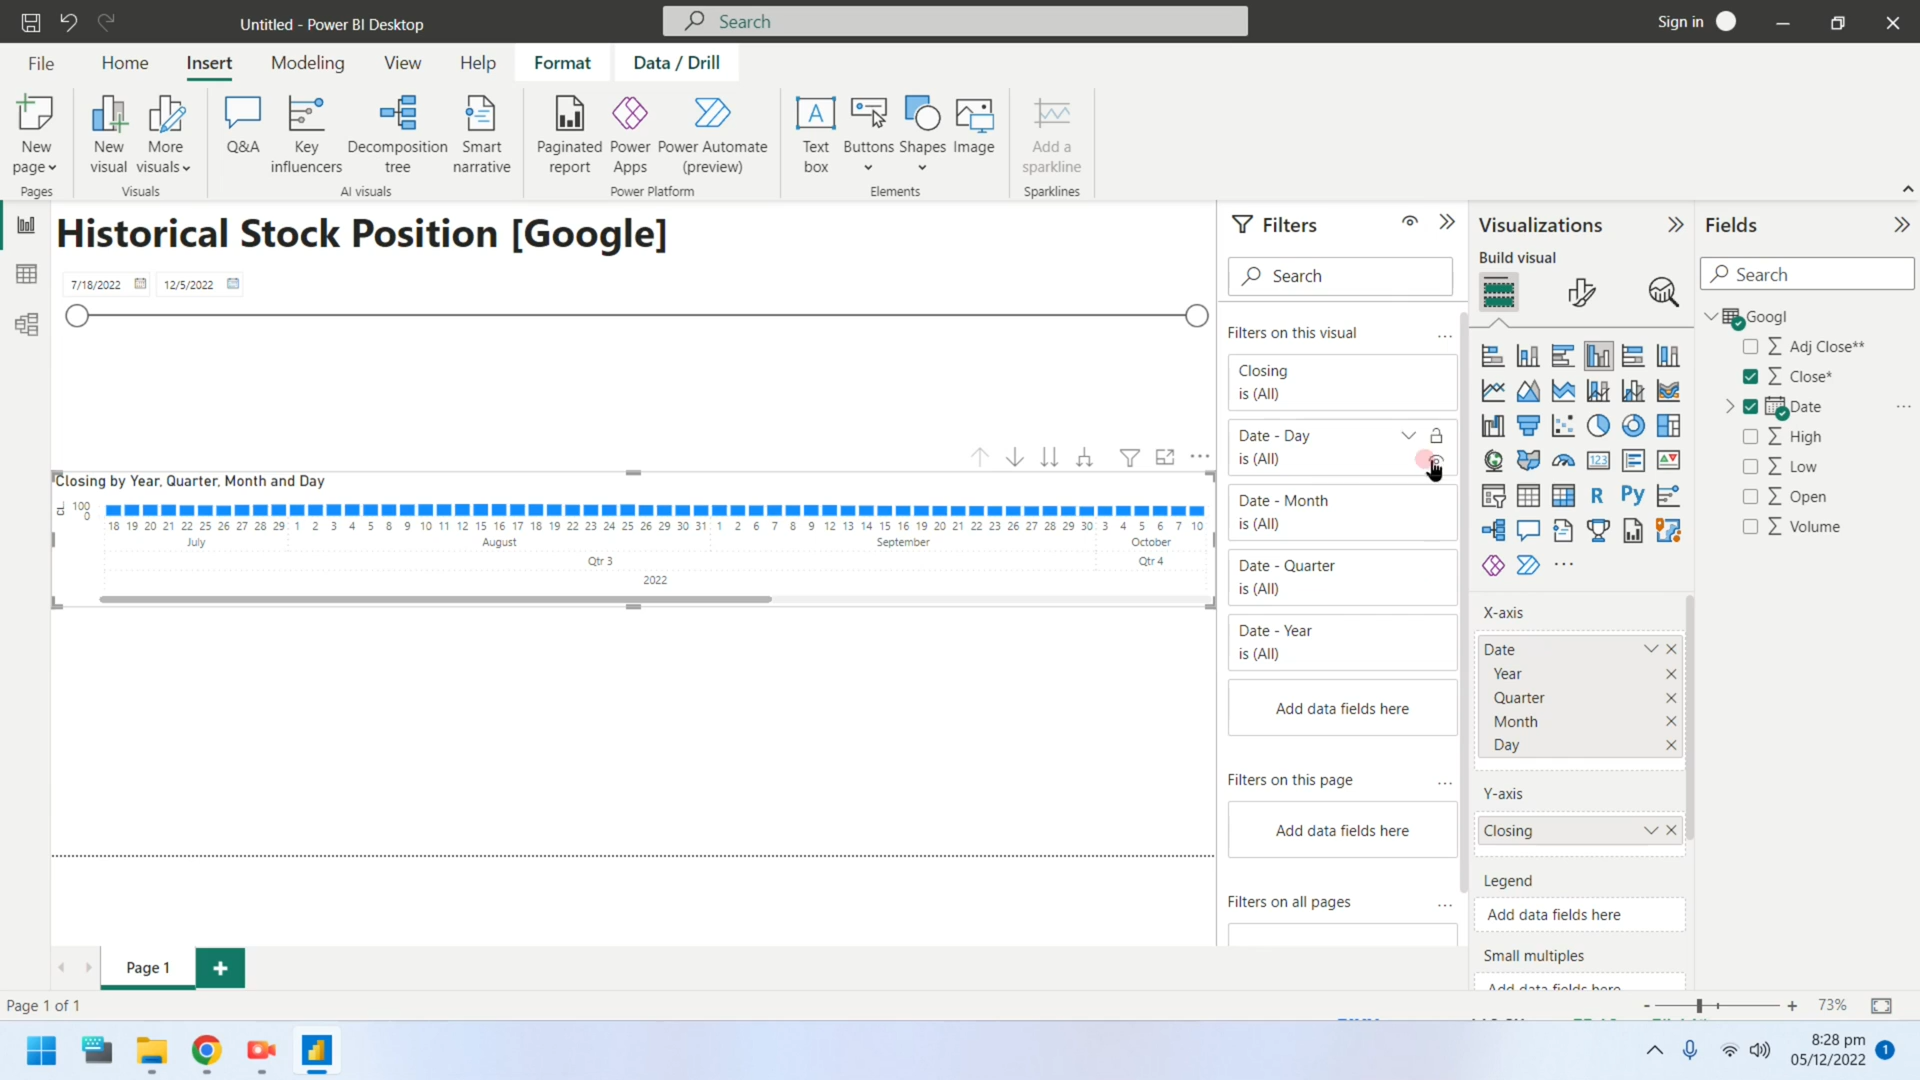 Untitled - Power BI Desktop
Search
Sign in
File
Home
Insert
Modeling
View
Help
Format
Data / Drill
New page
New visual
More visuals
Q&A
Key influencers
Decomposition tree
Smart narrative
Paginated report
Power Apps
Power Automate (preview)
Text box
Buttons
Shapes
Image
Add a sparkline
Pages
Visuals
AI visuals
Power Platform
Elements
Sparklines
Historical Stock Position [Google]
7/18/2022
12/5/2022
Closing by Year, Quarter, Month and Day
100
0
18 19 20 21 22 25 26 27 28 29 1 2 3 4 5 8 9 10 11 12 15 16 17 18 19 22 23 24 25 26 29 30 31 1 2 6 7 8 9 12 13 14 15 16 19 20 21 22 23 26 27 28 29 30 3 4 5 6 7 10
July
August
September
October
Qtr 3
Qtr 4
2022
Filters
Search
Filters on this visual
Closing
is (All)
Date - Day
is (All)
Date - Month
is (All)
Date - Quarter
is (All)
Date - Year
is (All)
Add data fields here
Filters on this page
Add data fields here
Filters on all pages
Visualizations
Build visual
R
Py
123
X-axis
Date
Year
Quarter
Month
Day
Y-axis
Closing
Legend
Add data fields here
Small multiples
Add data fields here
Fields
Search
Googl
Adj Close**
Close*
Date
High
Low
Open
Volume
Page 1
Page 1 of 1
73%
8:28 pm
05/12/2022
1